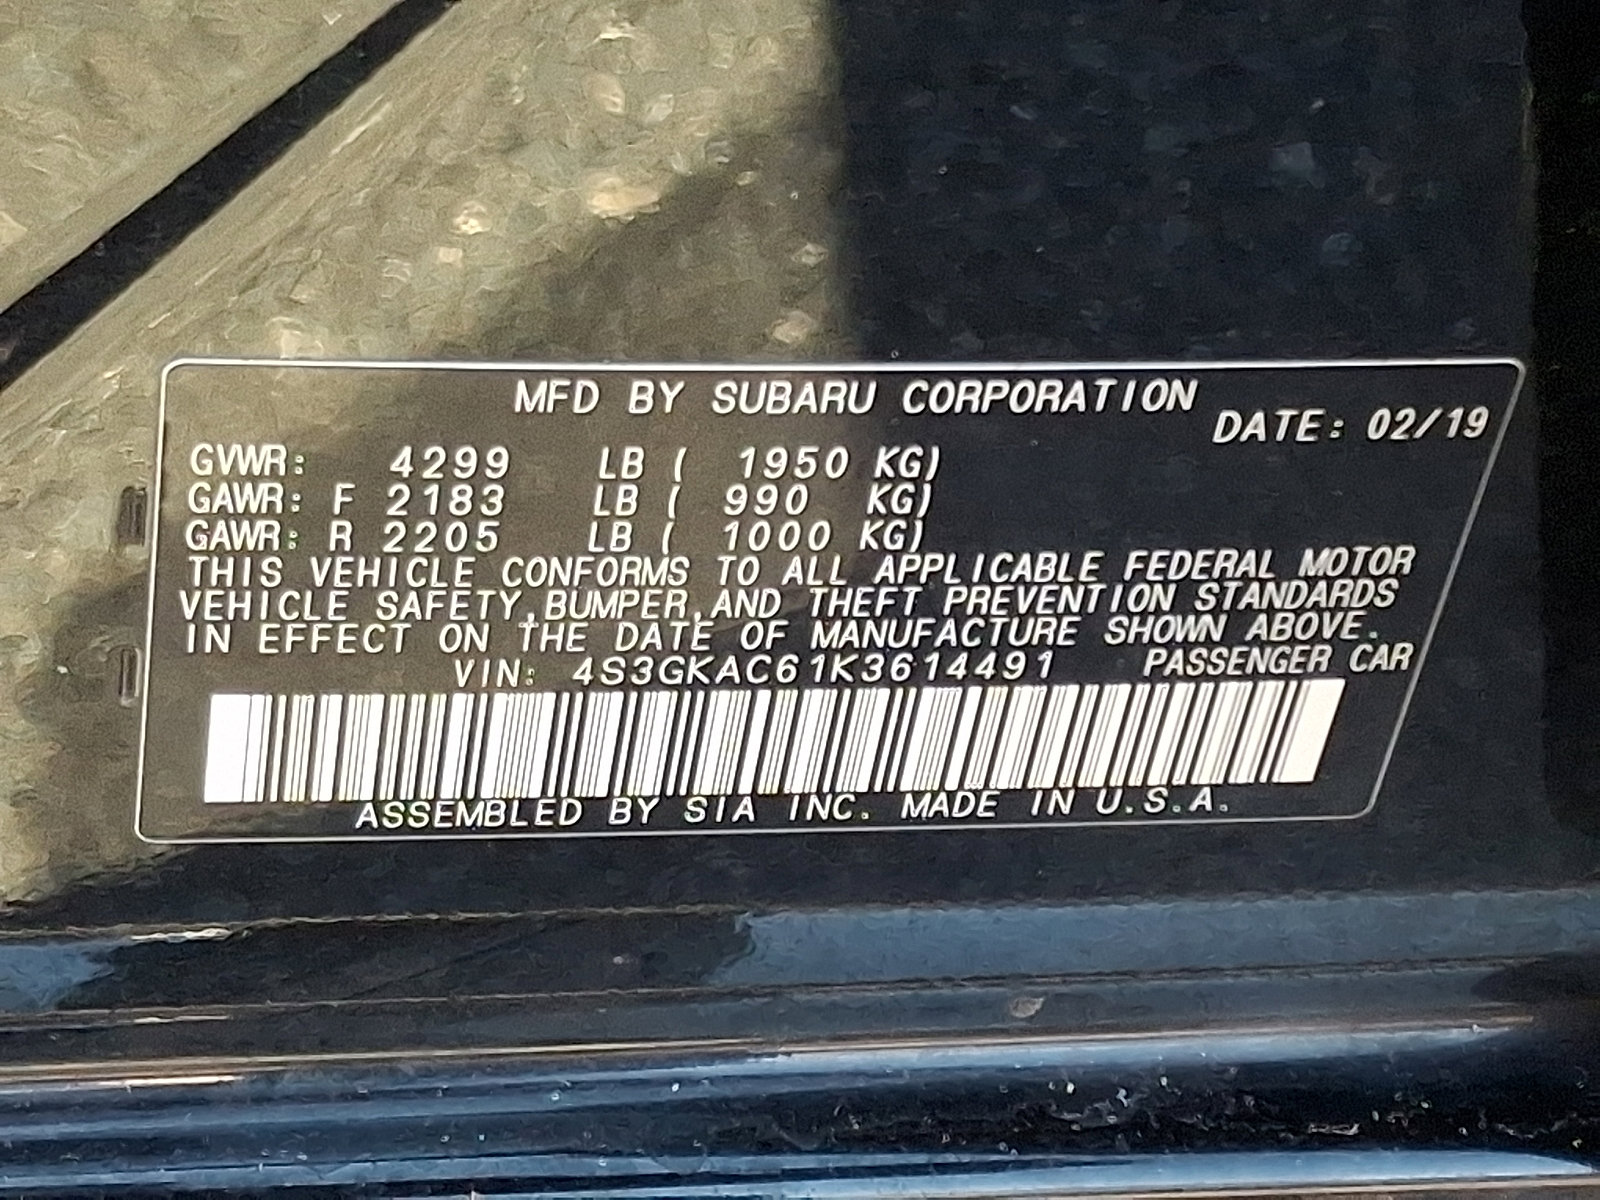 MFD BY SUBARU CORPORATION
DATE: 02/19
GVWR: 4299 LB ( 1950 KG)
GAWR: F 2183 LB ( 990 KG)
GAWR: R 2205 LB ( 1000 KG)
THIS VEHICLE CONFORMS TO ALL APPLICABLE FEDERAL MOTOR
VEHICLE SAFETY,BUMPER,AND THEFT PREVENTION STANDARDS
IN EFFECT ON THE DATE OF MANUFACTURE SHOWN ABOVE.
VIN: 4S3GKAC61K3614491 PASSENGER CAR
ASSEMBLED BY SIA INC. MADE IN U.S.A.